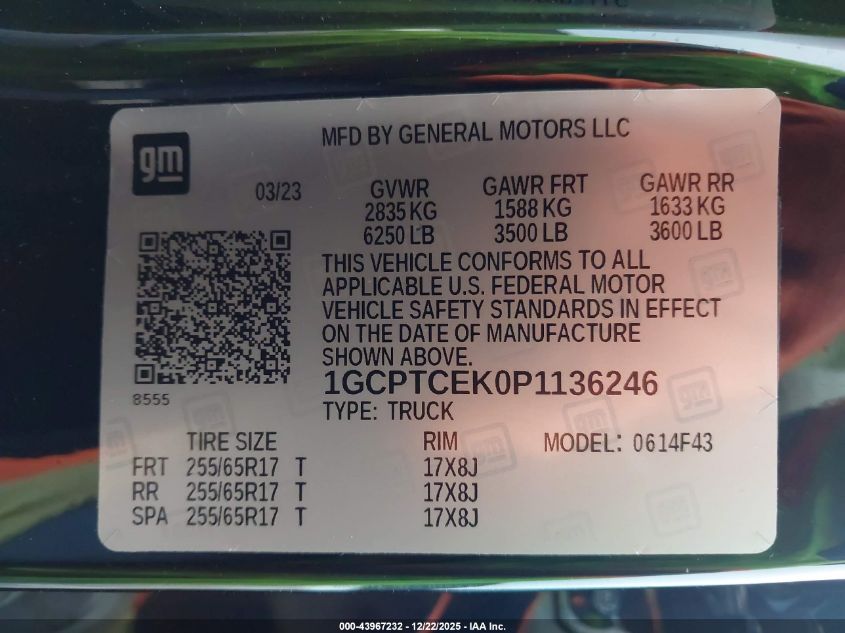 gm
MFD BY GENERAL MOTORS LLC
03/23
GVWR GAWR FRT GAWR RR
2835 KG 1588 KG 1633 KG
6250 LB 3500 LB 3600 LB
THIS VEHICLE CONFORMS TO ALL
APPLICABLE U.S. FEDERAL MOTOR
VEHICLE SAFETY STANDARDS IN EFFECT
ON THE DATE OF MANUFACTURE
SHOWN ABOVE.
8555
1GCPTCEK0P1136246
TYPE: TRUCK
TIRE SIZE RIM MODEL: 0614F43
FRT 255/65R17 T 17X8J
RR 255/65R17 T 17X8J
SPA 255/65R17 T 17X8J
000-43967232 - 12/22/2025 - IAA Inc.